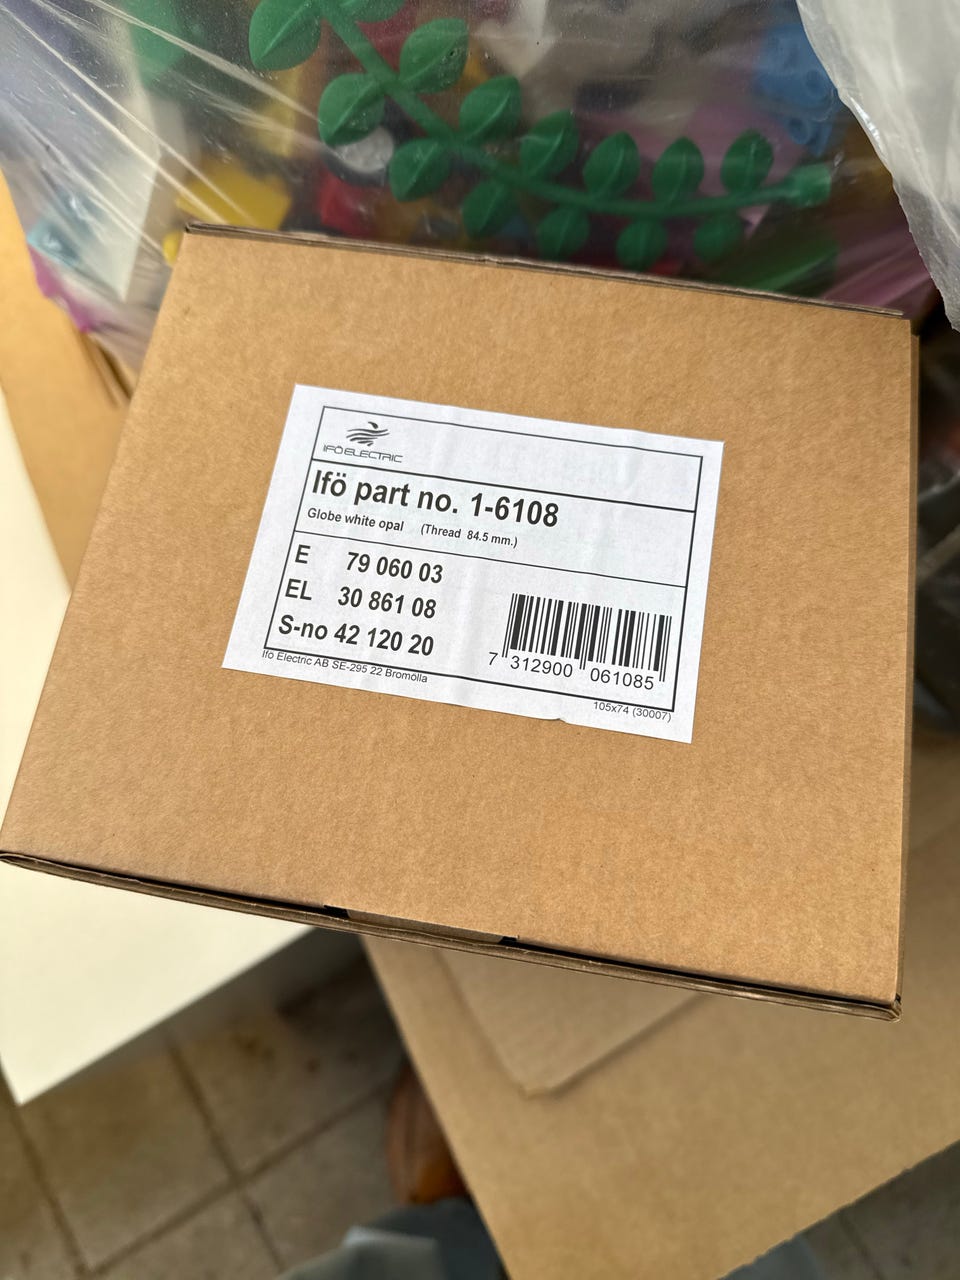 IFÖ ELECTRIC
Ifö part no. 1-6108
Globe white opal (Thread 84.5 mm.)
E 79 060 03
EL 30 861 08
S-no 42 120 20
7 312900 061085
Ifö Electric AB SE-295 22 Bromölla
105x74 (30007)